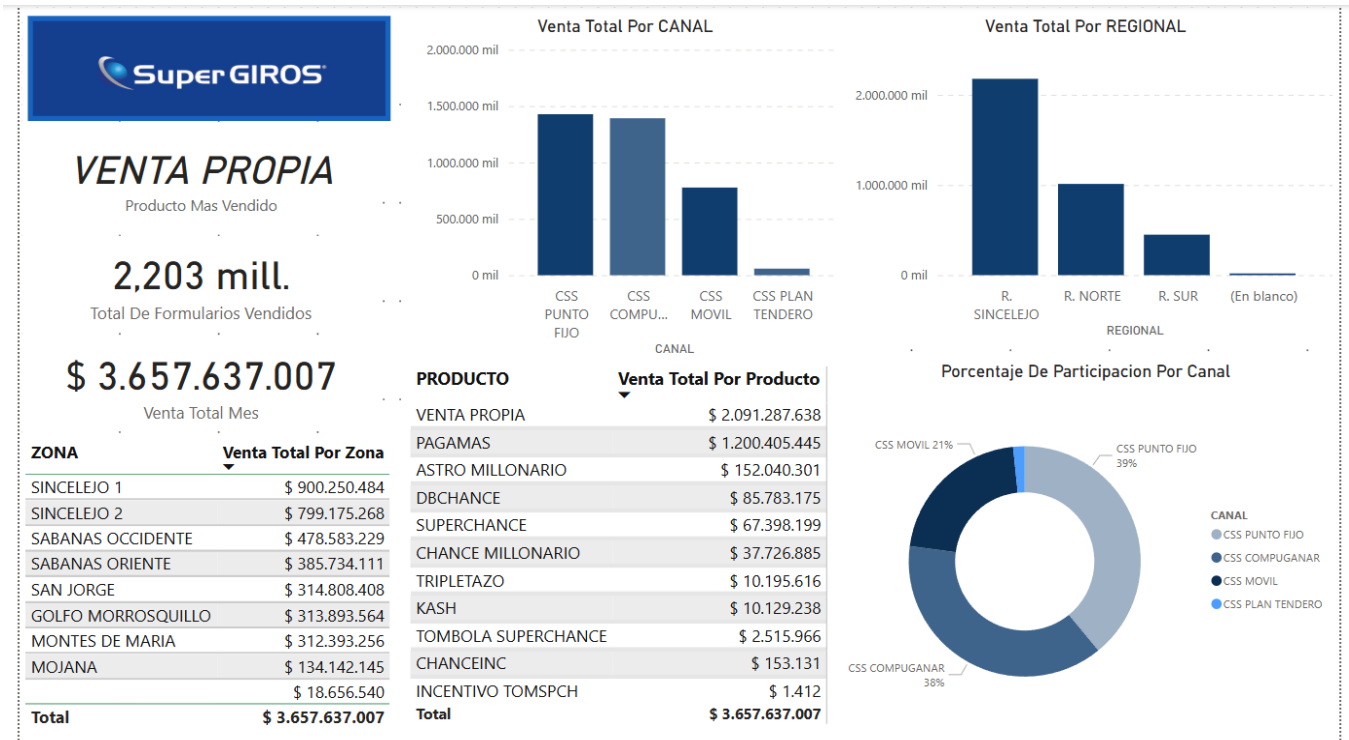 Super GIROS
VENTA PROPIA
Producto Mas Vendido
2,203 mill.
Total De Formularios Vendidos
$ 3.657.637.007
Venta Total Mes
ZONA Venta Total Por Zona
SINCELEJO 1 $ 900.250.484
SINCELEJO 2 $ 799.175.268
SABANAS OCCIDENTE $ 478.583.229
SABANAS ORIENTE $ 385.734.111
SAN JORGE $ 314.808.408
GOLFO MORROSQUILLO $ 313.893.564
MONTES DE MARIA $ 312.393.256
MOJANA $ 134.142.145
$ 18.656.540
Total $ 3.657.637.007
Venta Total Por CANAL
2.000.000 mil
1.500.000 mil
1.000.000 mil
500.000 mil
0 mil
CSS PUNTO FIJO
CSS COMPU...
CSS MOVIL
CSS PLAN TENDERO
CANAL
PRODUCTO Venta Total Por Producto
VENTA PROPIA $ 2.091.287.638
PAGAMAS $ 1.200.405.445
ASTRO MILLONARIO $ 152.040.301
DBCHANCE $ 85.783.175
SUPERCHANCE $ 67.398.199
CHANCE MILLONARIO $ 37.726.885
TRIPLETAZO $ 10.195.616
KASH $ 10.129.238
TOMBOLA SUPERCHANCE $ 2.515.966
CHANCEINC $ 153.131
INCENTIVO TOMSPCH $ 1.412
Total $ 3.657.637.007
Venta Total Por REGIONAL
2.000.000 mil
1.000.000 mil
0 mil
R. SINCELEJO
R. NORTE
R. SUR
(En blanco)
REGIONAL
Porcentaje De Participacion Por Canal
CSS MOVIL 21%
CSS PUNTO FIJO
39%
CSS COMPUGANAR
38%
CANAL
CSS PUNTO FIJO
CSS COMPUGANAR
CSS MOVIL
CSS PLAN TENDERO